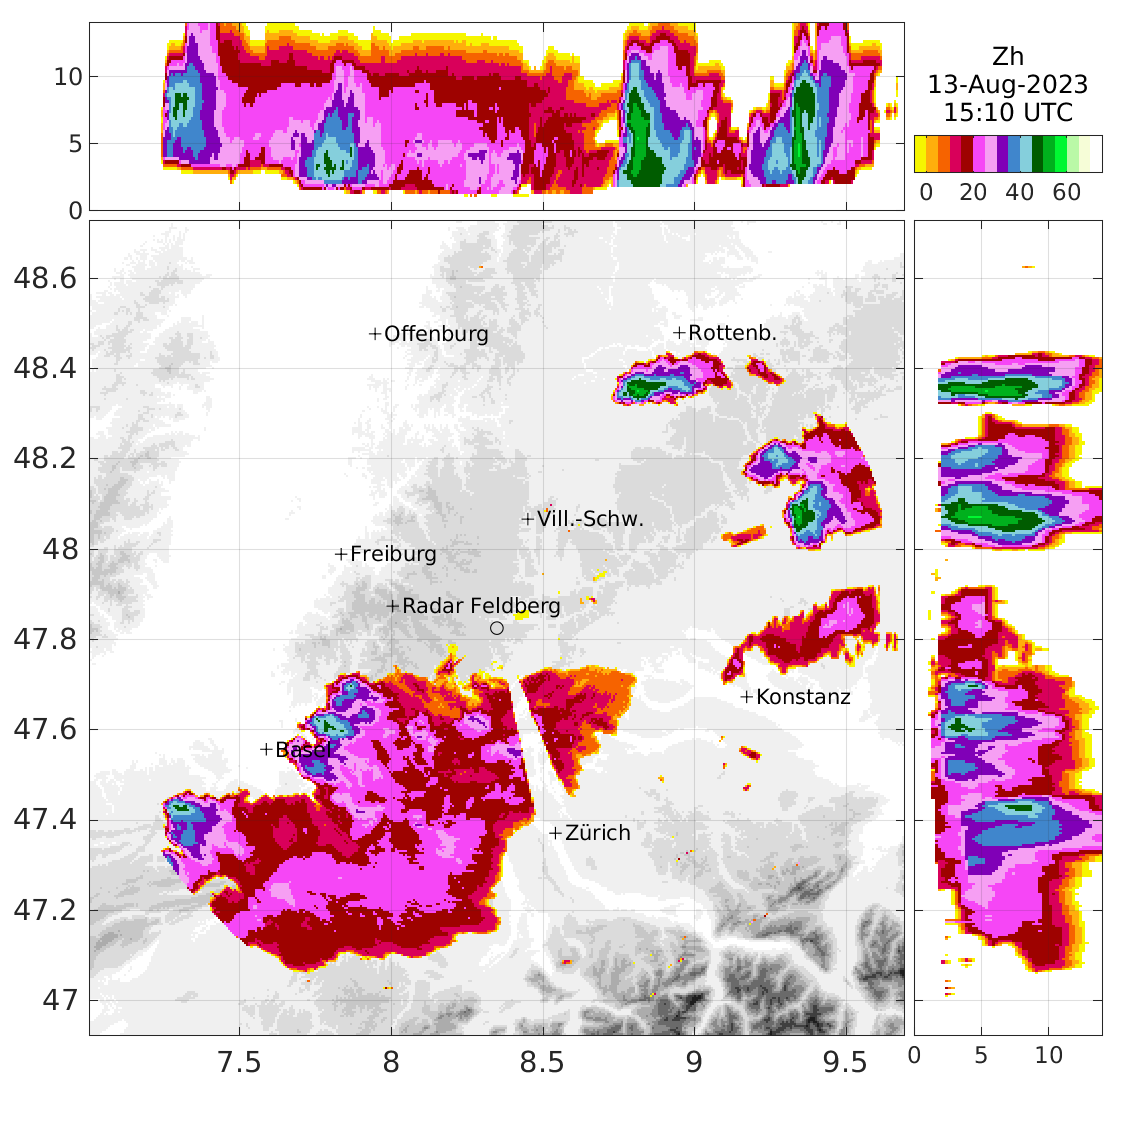 Zh
13-Aug-2023
15:10 UTC
0 20 40 60
10
5
0
48.6
48.4
48.2
48
47.8
47.6
47.4
47.2
47
+Offenburg
+Rottenb.
+Vill.-Schw.
+Freiburg
+Radar Feldberg
+Konstanz
+Basel
+Zürich
7.5 8 8.5 9 9.5
0 5 10